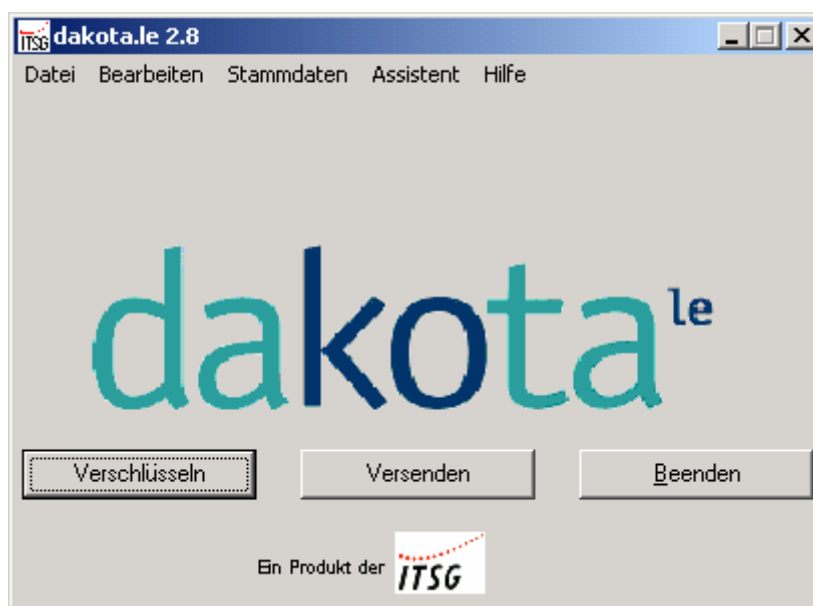 ITSG dakota.le 2.8
Datei Bearbeiten Stammdaten Assistent Hilfe
dakota le
Verschlüsseln Versenden Beenden
Ein Produkt der ITSG